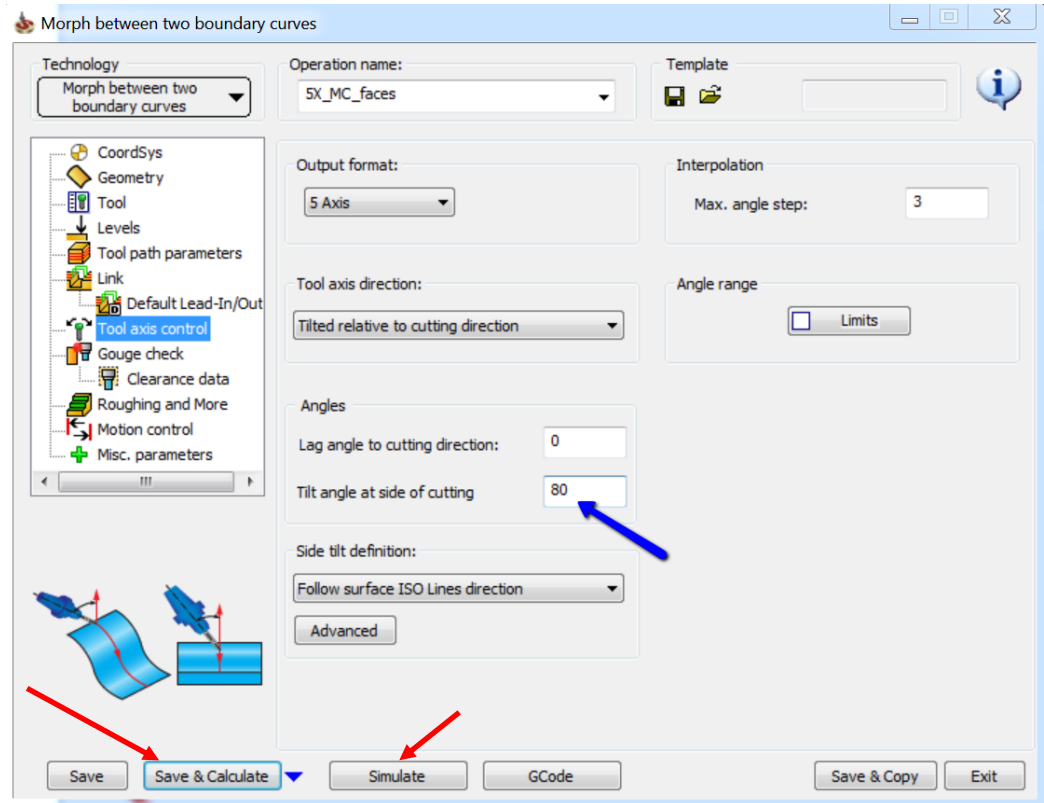 Morph between two boundary curves
Technology
Morph between two
boundary curves
Operation name:
5X_MC_faces
Template
CoordSys
Geometry
Tool
Levels
Tool path parameters
Link
Default Lead-In/Out
Tool axis control
Gouge check
Clearance data
Roughing and More
Motion control
Misc. parameters
Output format:
5 Axis
Interpolation
Max. angle step:
3
Tool axis direction:
Tilted relative to cutting direction
Angle range
Limits
Angles
Lag angle to cutting direction:
0
Tilt angle at side of cutting
80
Side tilt definition:
Follow surface ISO Lines direction
Advanced
Save
Save & Calculate
Simulate
GCode
Save & Copy
Exit